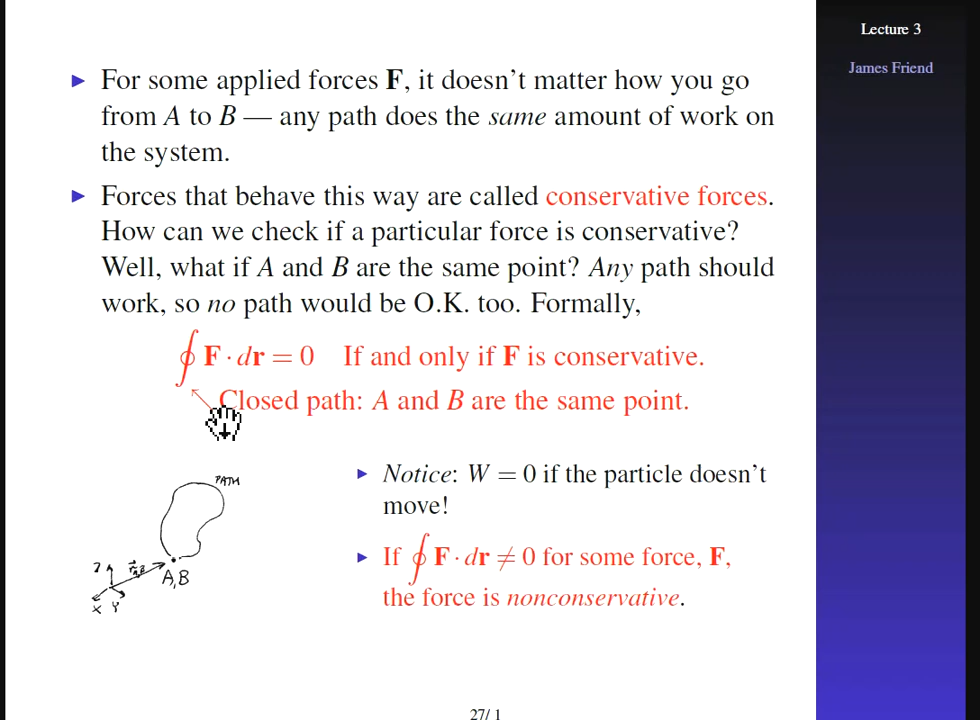 Lecture 3
James Friend
For some applied forces F, it doesn't matter how you go
from A to B — any path does the same amount of work on
the system.
Forces that behave this way are called conservative forces.
How can we check if a particular force is conservative?
Well, what if A and B are the same point? Any path should
work, so no path would be O.K. too. Formally,
∮ F · dr = 0 If and only if F is conservative.
Closed path: A and B are the same point.
Notice: W = 0 if the particle doesn't
move!
If ∮ F · dr ≠ 0 for some force, F,
the force is nonconservative.
PATH
A,B
X Y
27/ 1